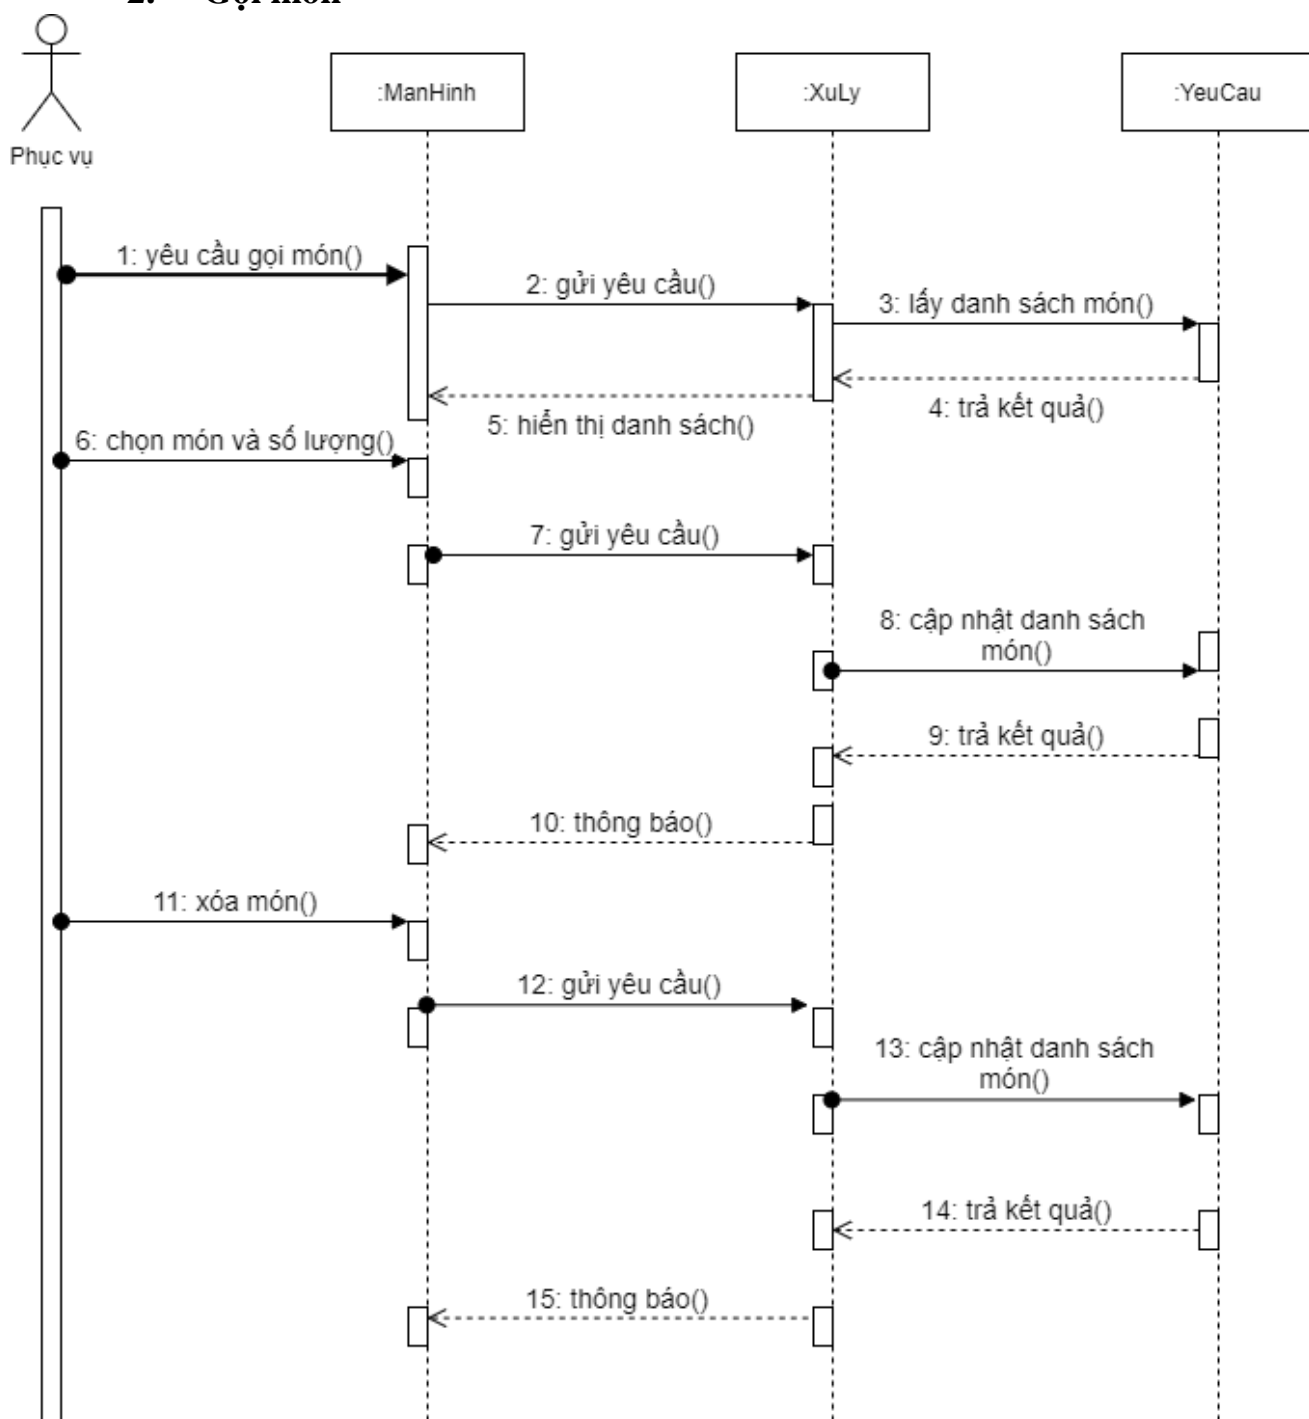 2. Gọi món
:ManHinh
:XuLy
:YeuCau
Phục vụ
1: yêu cầu gọi món()
2: gửi yêu cầu()
3: lấy danh sách món()
4: trả kết quả()
5: hiển thị danh sách()
6: chọn món và số lượng()
7: gửi yêu cầu()
8: cập nhật danh sách
món()
9: trả kết quả()
10: thông báo()
11: xóa món()
12: gửi yêu cầu()
13: cập nhật danh sách
món()
14: trả kết quả()
15: thông báo()